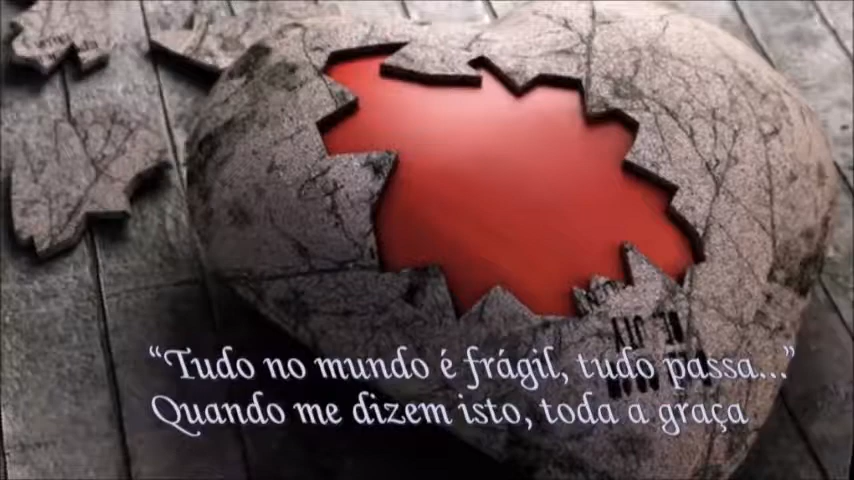 “Tudo no mundo é frágil, tudo passa...”
Quando me dizem isto, toda a graça